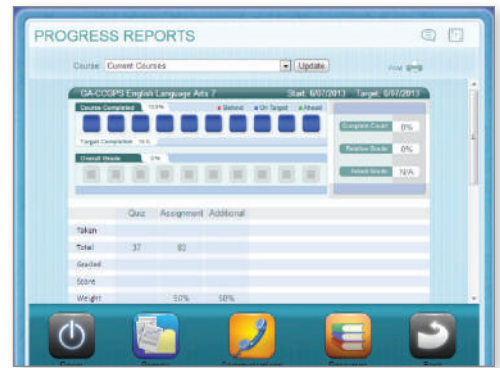 PROGRESS REPORTS
Course: Current Courses Update Print
GA-CCGPS English Language Arts 7 Start: 6/07/2013 Target: 6/07/2013
Course Completed Behind On Target Ahead
Target Completion
Overall Grade 0%
Complete Count 0%
Relative Grade 0%
Actual Grade N/A
Quiz Assignment Additional
Taken
Total 37 83
Graded
Score
Weight 50% 50%